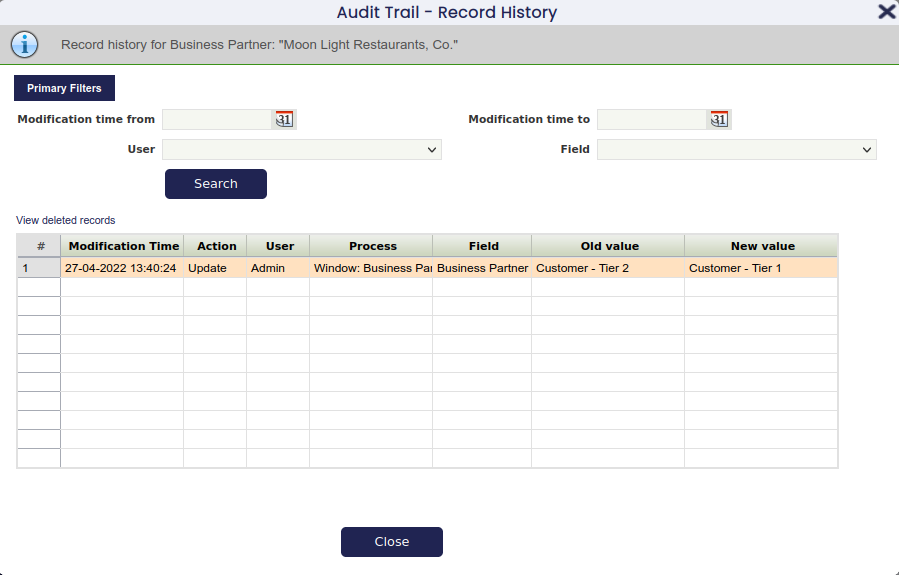 Audit Trail - Record History
Record history for Business Partner: "Moon Light Restaurants, Co."
Primary Filters
Modification time from 31 Modification time to 31
User Field
Search
View deleted records
# Modification Time Action User Process Field Old value New value
1 27-04-2022 13:40:24 Update Admin Window: Business Par Business Partner Customer - Tier 2 Customer - Tier 1
Close